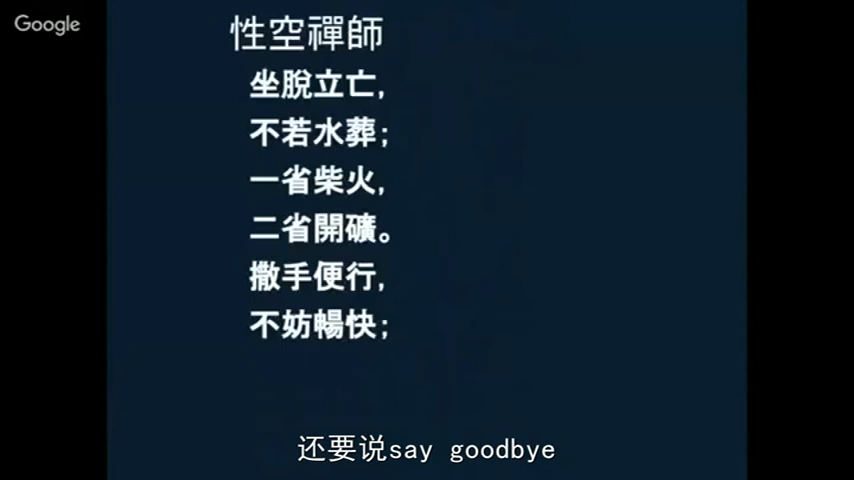 Google
性空禪師
坐脫立亡,
不若水葬;
一省柴火,
二省開礦。
撒手便行,
不妨暢快;
还要说say goodbye